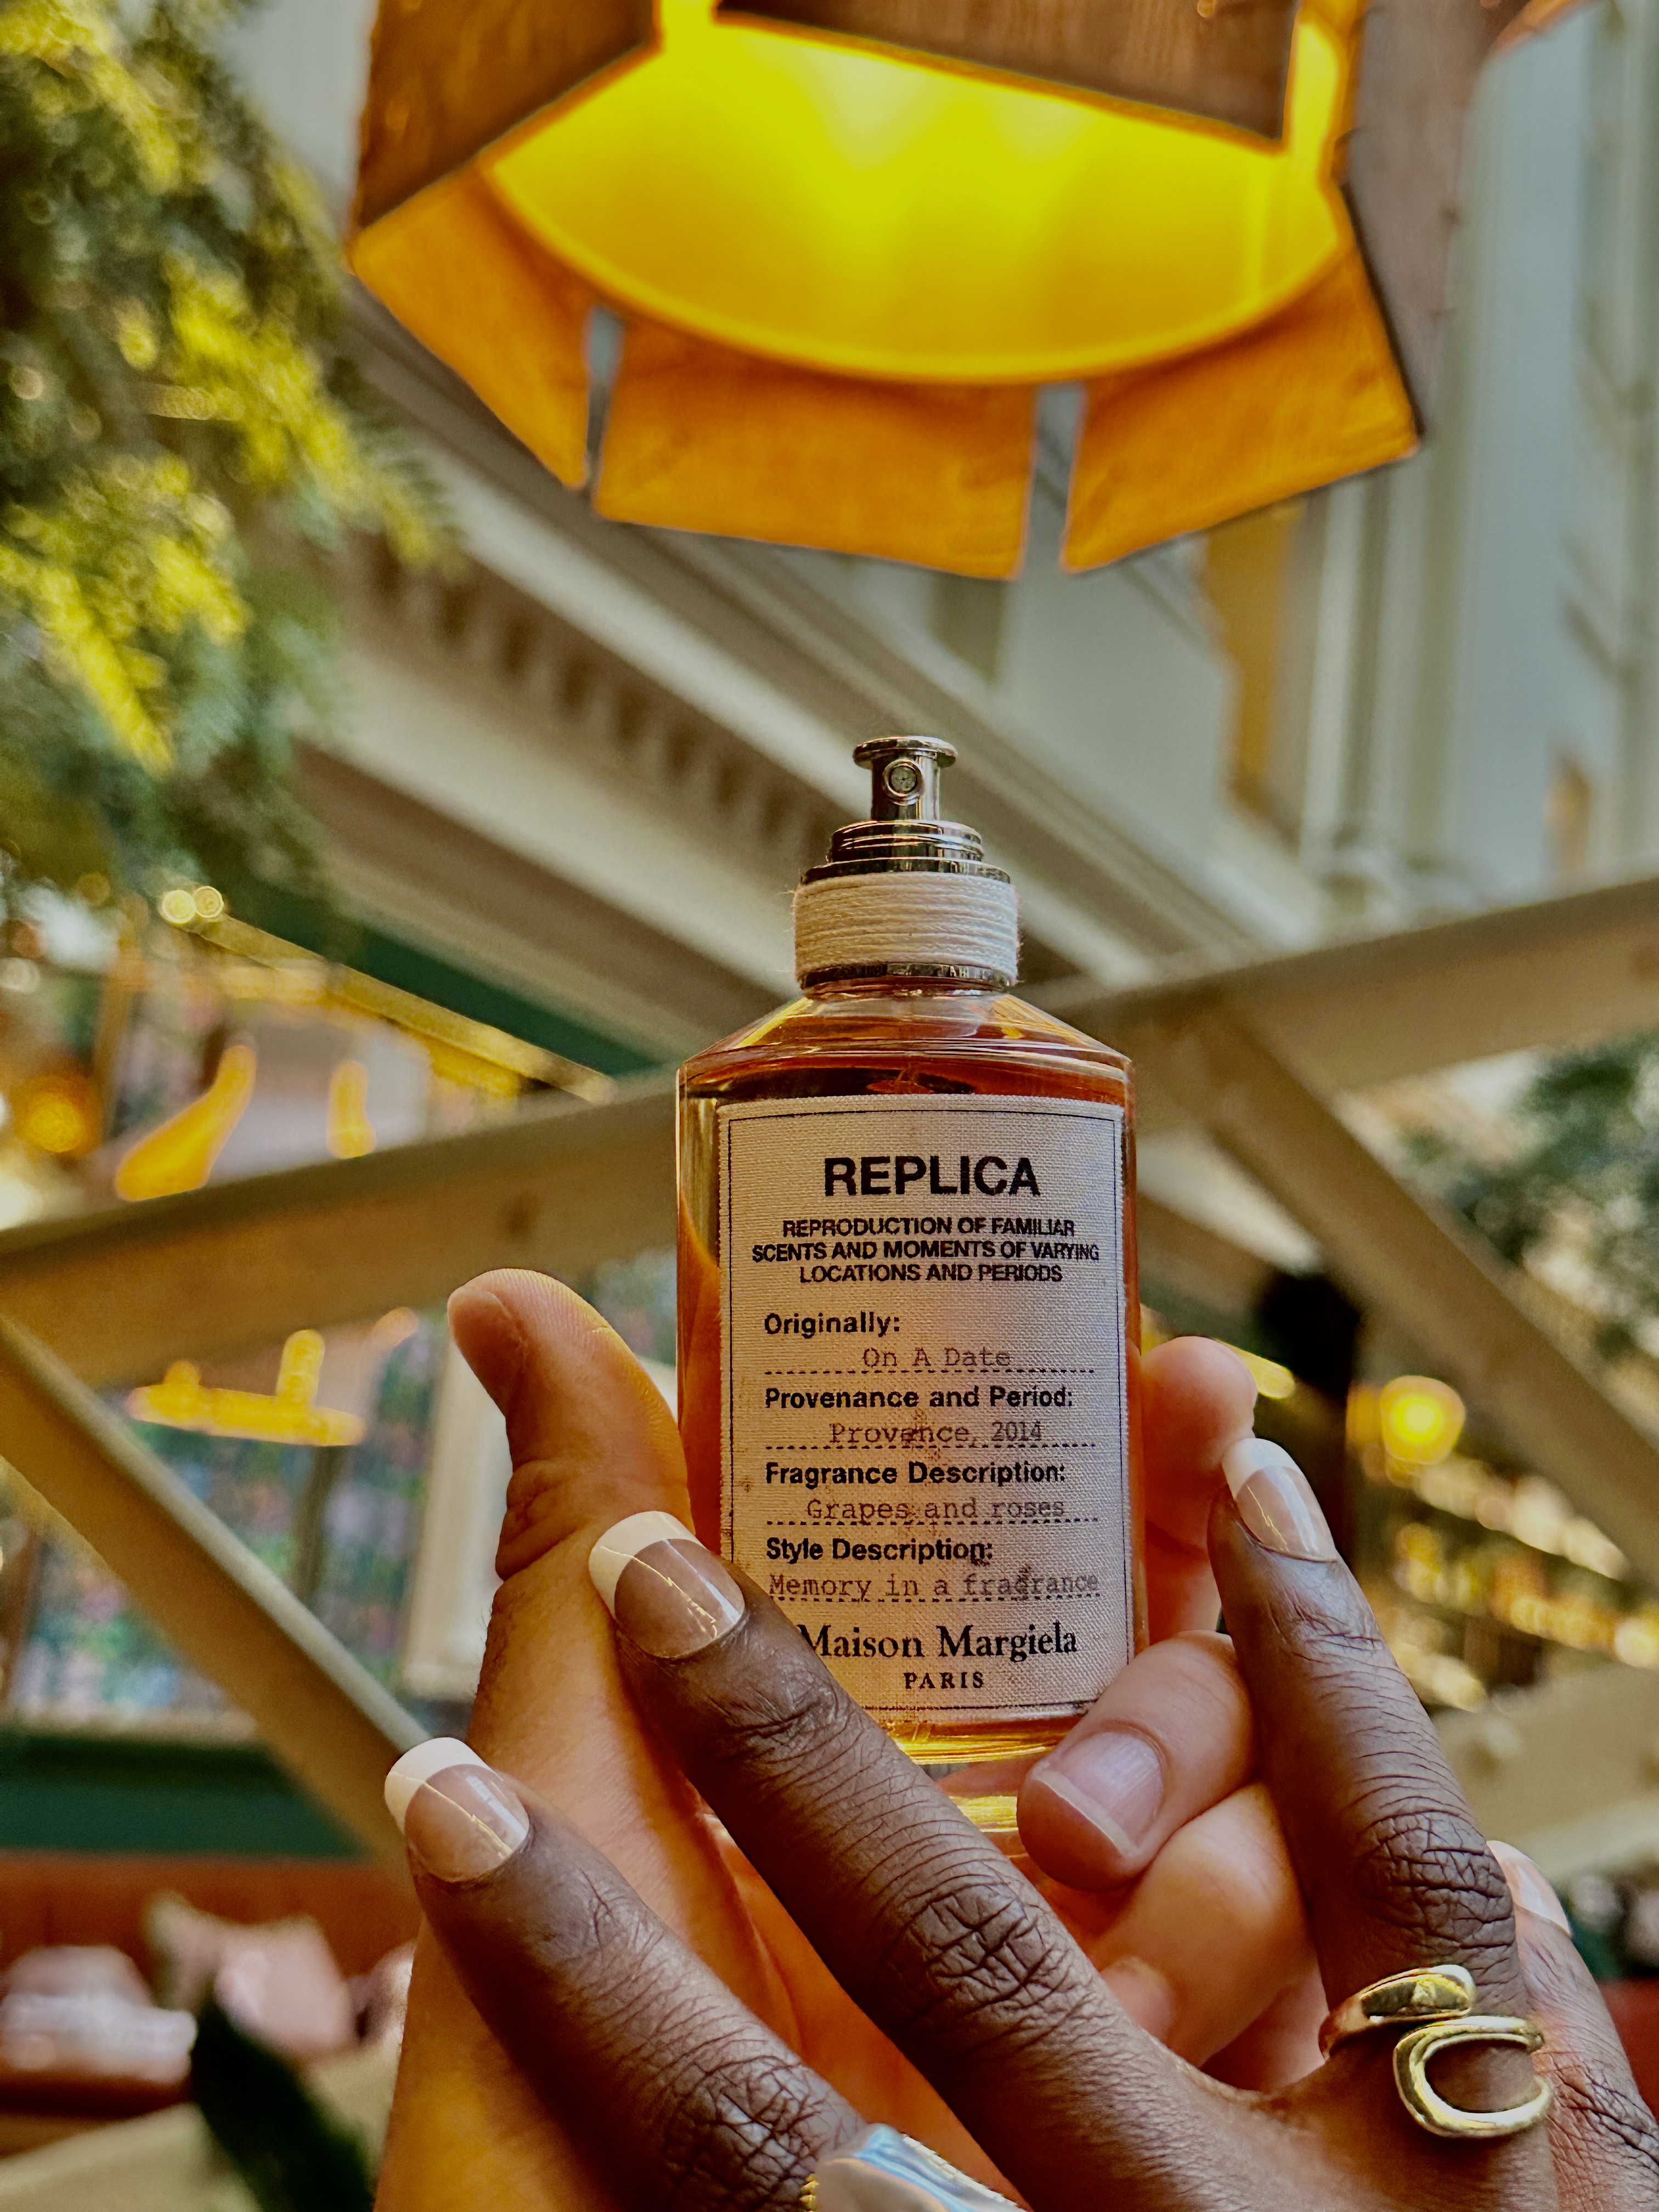 REPLICA
REPRODUCTION OF FAMILIAR
SCENTS AND MOMENTS OF VARYING
LOCATIONS AND PERIODS
Originally:
On A Date
Provenance and Period:
Provence, 2014
Fragrance Description:
Grapes and roses
Style Description:
Memory in a fragrance
Maison Margiela
PARIS